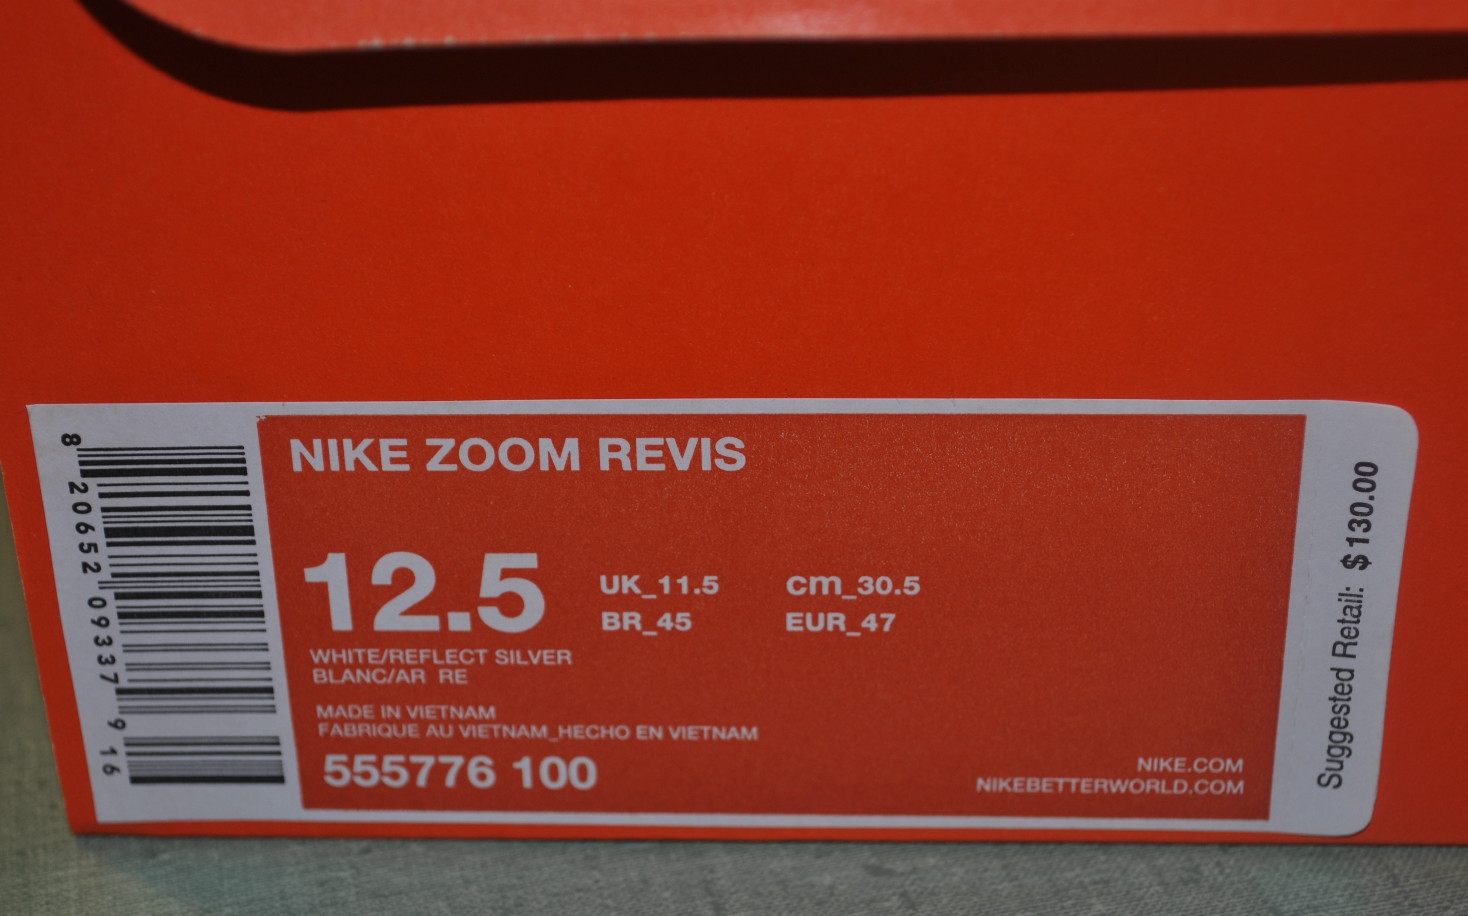 8 20652 09337 9 16
NIKE ZOOM REVIS
12.5
UK_11.5 cm_30.5
BR_45 EUR_47
WHITE/REFLECT SILVER
BLANC/AR RE
MADE IN VIETNAM
FABRIQUE AU VIETNAM_HECHO EN VIETNAM
555776 100
NIKE.COM
NIKEBETTERWORLD.COM
Suggested Retail: $130.00